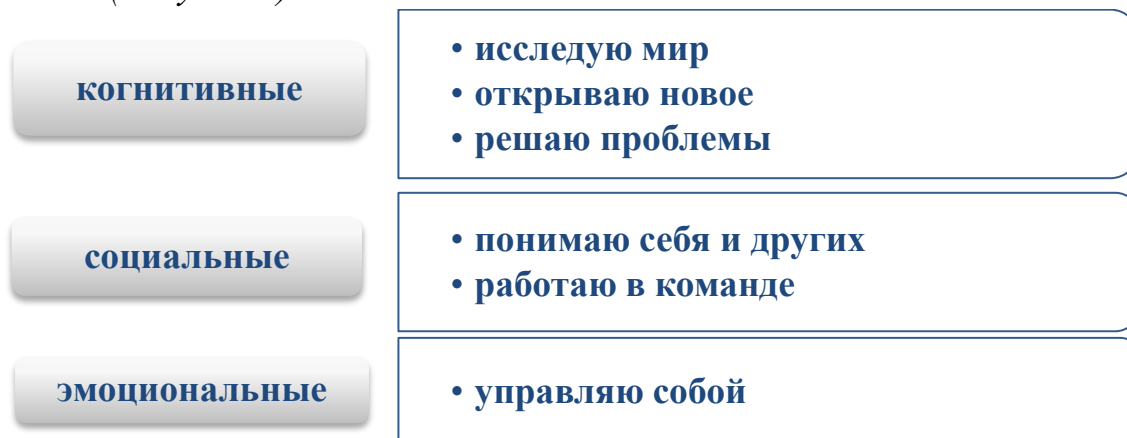 когнитивные
• исследую мир
• открываю новое
• решаю проблемы
социальные
• понимаю себя и других
• работаю в команде
эмоциональные
• управляю собой